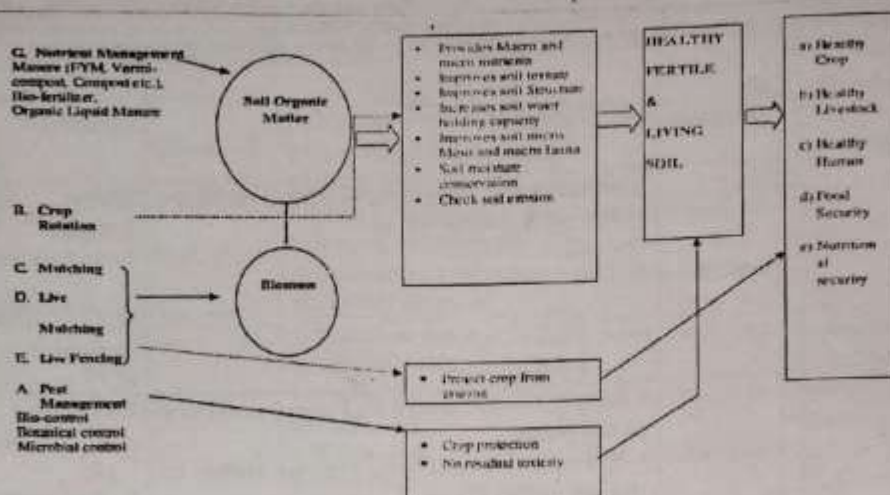 G. Nutrient Management
Manure (FYM, Vermi-
compost, Compost etc.),
Bio-fertilizer,
Organic Liquid Manure
B. Crop
Rotation
C. Mutching
D. Live
Mutching
E. Live Fencing
A. Pest
Management
Bio-control
Botanical control
Microbial control
Soil Organic
Matter
Biomass
• Provides Macro and
micro nutrients
• Improves soil texture
• Improves soil Structure
• Increases soil water
holding capacity
• Improves soil micro
and macro fauna
• Soil moisture
conservation
• Check soil erosion
• Protect crop from
• Crop protection
• No residual toxicity
HEALTHY
FERTILE
&
LIVING
SOIL
a) Healthy
Crop
b) Healthy
Livestock
c) Healthy
Human
d) Food
Security
e) Nutrition
al
security